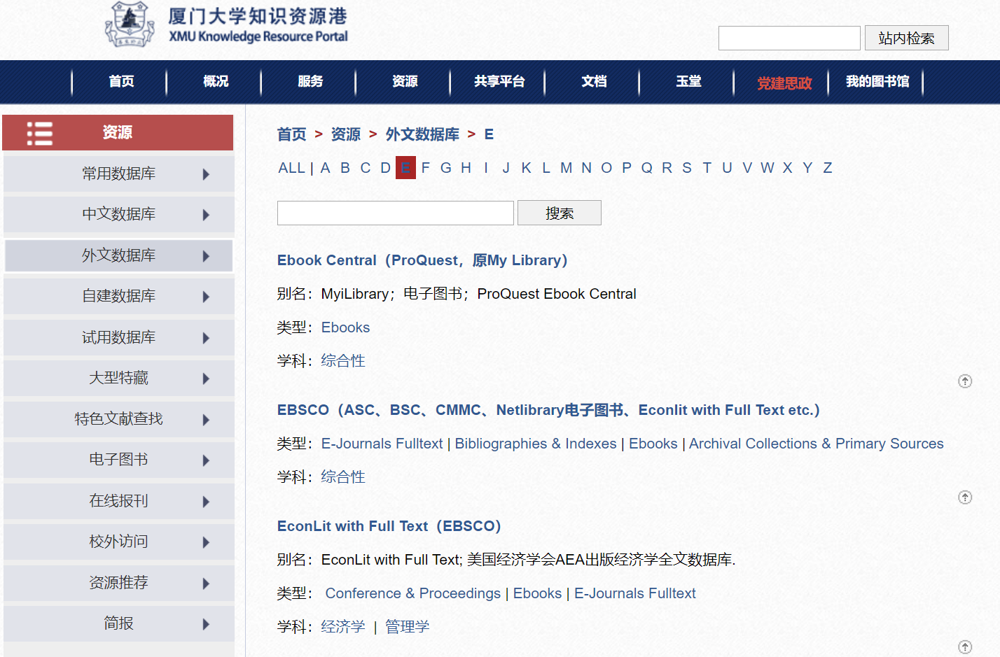 厦门大学知识资源港
XMU Knowledge Resource Portal
站内检索
首页 概况 服务 资源 共享平台 文档 玉堂 党建思政 我的图书馆
资源
常用数据库
中文数据库
外文数据库
自建数据库
试用数据库
大型特藏
特色文献查找
电子图书
在线报刊
校外访问
资源推荐
简报
首页 > 资源 > 外文数据库 > E
ALL | A B C D E F G H I J K L M N O P Q R S T U V W X Y Z
搜索
Ebook Central（ProQuest，原My Library）
别名：MyiLibrary；电子图书；ProQuest Ebook Central
类型：Ebooks
学科：综合性
EBSCO（ASC、BSC、CMMC、Netlibrary电子图书、Econlit with Full Text etc.）
类型：E-Journals Fulltext | Bibliographies & Indexes | Ebooks | Archival Collections & Primary Sources
学科：综合性
EconLit with Full Text（EBSCO）
别名：EconLit with Full Text; 美国经济学会AEA出版经济学全文数据库.
类型： Conference & Proceedings | Ebooks | E-Journals Fulltext
学科：经济学 | 管理学